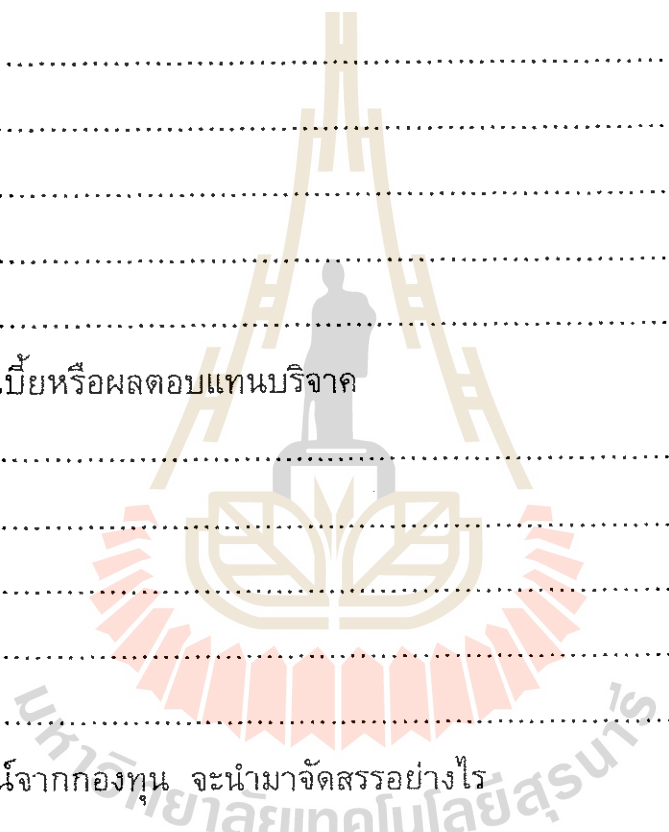 เบี้ยหรือผลตอบแทนบริจาค
น์จากกองทุน จะนำมาจัดสรรอย่างไร
มหาวิทยาลัยเทคโนโลยีสุรนารี